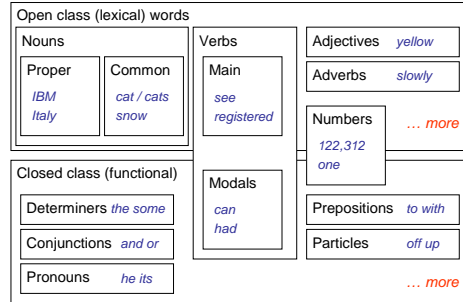 Open class (lexical) words
Nouns
Proper
IBM
Italy
Common
cat / cats
snow
Verbs
Main
see
registered
Adjectives yellow
Adverbs slowly
Numbers
122,312
one
… more
Closed class (functional)
Determiners the some
Conjunctions and or
Pronouns he its
Modals
can
had
Prepositions to with
Particles off up
… more